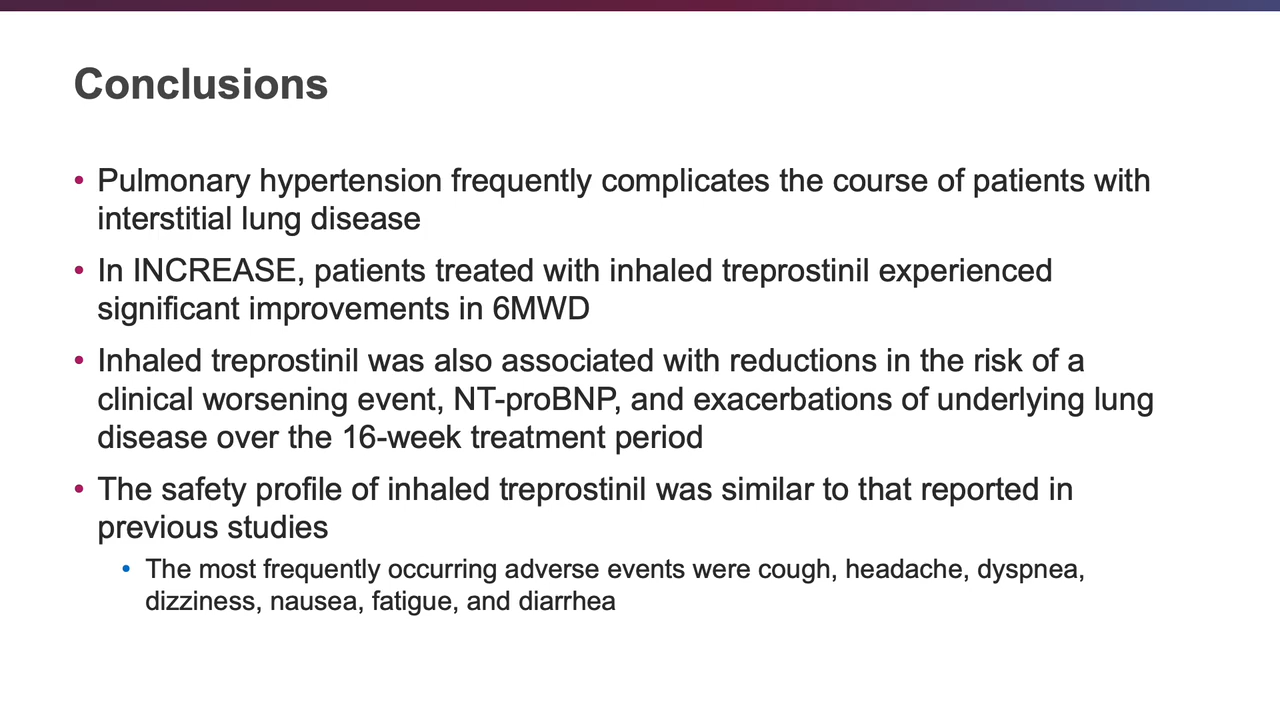 Conclusions
• Pulmonary hypertension frequently complicates the course of patients with
interstitial lung disease
• In INCREASE, patients treated with inhaled treprostinil experienced
significant improvements in 6MWD
• Inhaled treprostinil was also associated with reductions in the risk of a
clinical worsening event, NT-proBNP, and exacerbations of underlying lung
disease over the 16-week treatment period
• The safety profile of inhaled treprostinil was similar to that reported in
previous studies
• The most frequently occurring adverse events were cough, headache, dyspnea,
dizziness, nausea, fatigue, and diarrhea